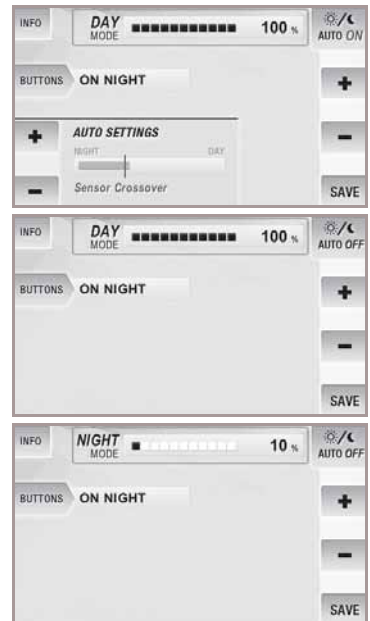 INFO
DAY
MODE
100 %
AUTO ON
BUTTONS
ON NIGHT
+
+
AUTO SETTINGS
-
NIGHT DAY
-
Sensor Crossover
SAVE
INFO
DAY
MODE
100 %
AUTO OFF
BUTTONS
ON NIGHT
+
-
SAVE
INFO
NIGHT
MODE
10 %
AUTO OFF
BUTTONS
ON NIGHT
+
-
SAVE